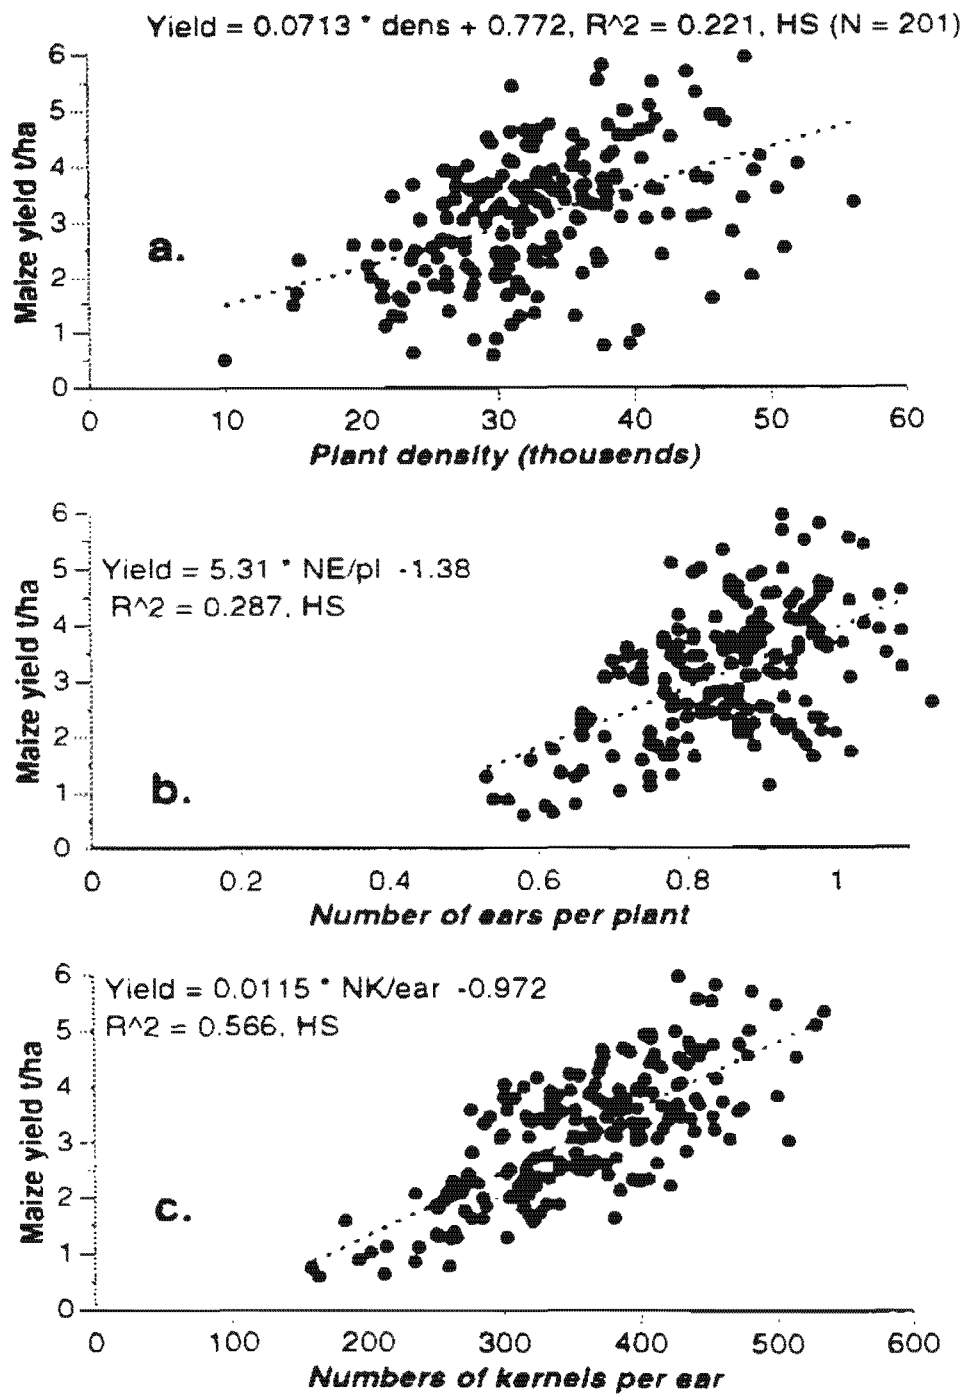 Yield = 0.0713 * dens + 0.772, R^2 = 0.221, HS (N = 201)
6
5
4
3
2
1
0
Maize yield t/ha
a.
0 10 20 30 40 50 60
Plant density (thousends)
6
5
4
3
2
1
0
Maize yield t/ha
Yield = 5.31 * NE/pl -1.38
R^2 = 0.287, HS
b.
0 0.2 0.4 0.6 0.8 1
Number of ears per plant
6
5
4
3
2
1
0
Maize yield t/ha
Yield = 0.0115 * NK/ear -0.972
R^2 = 0.566, HS
c.
0 100 200 300 400 500 600
Numbers of kernels per ear